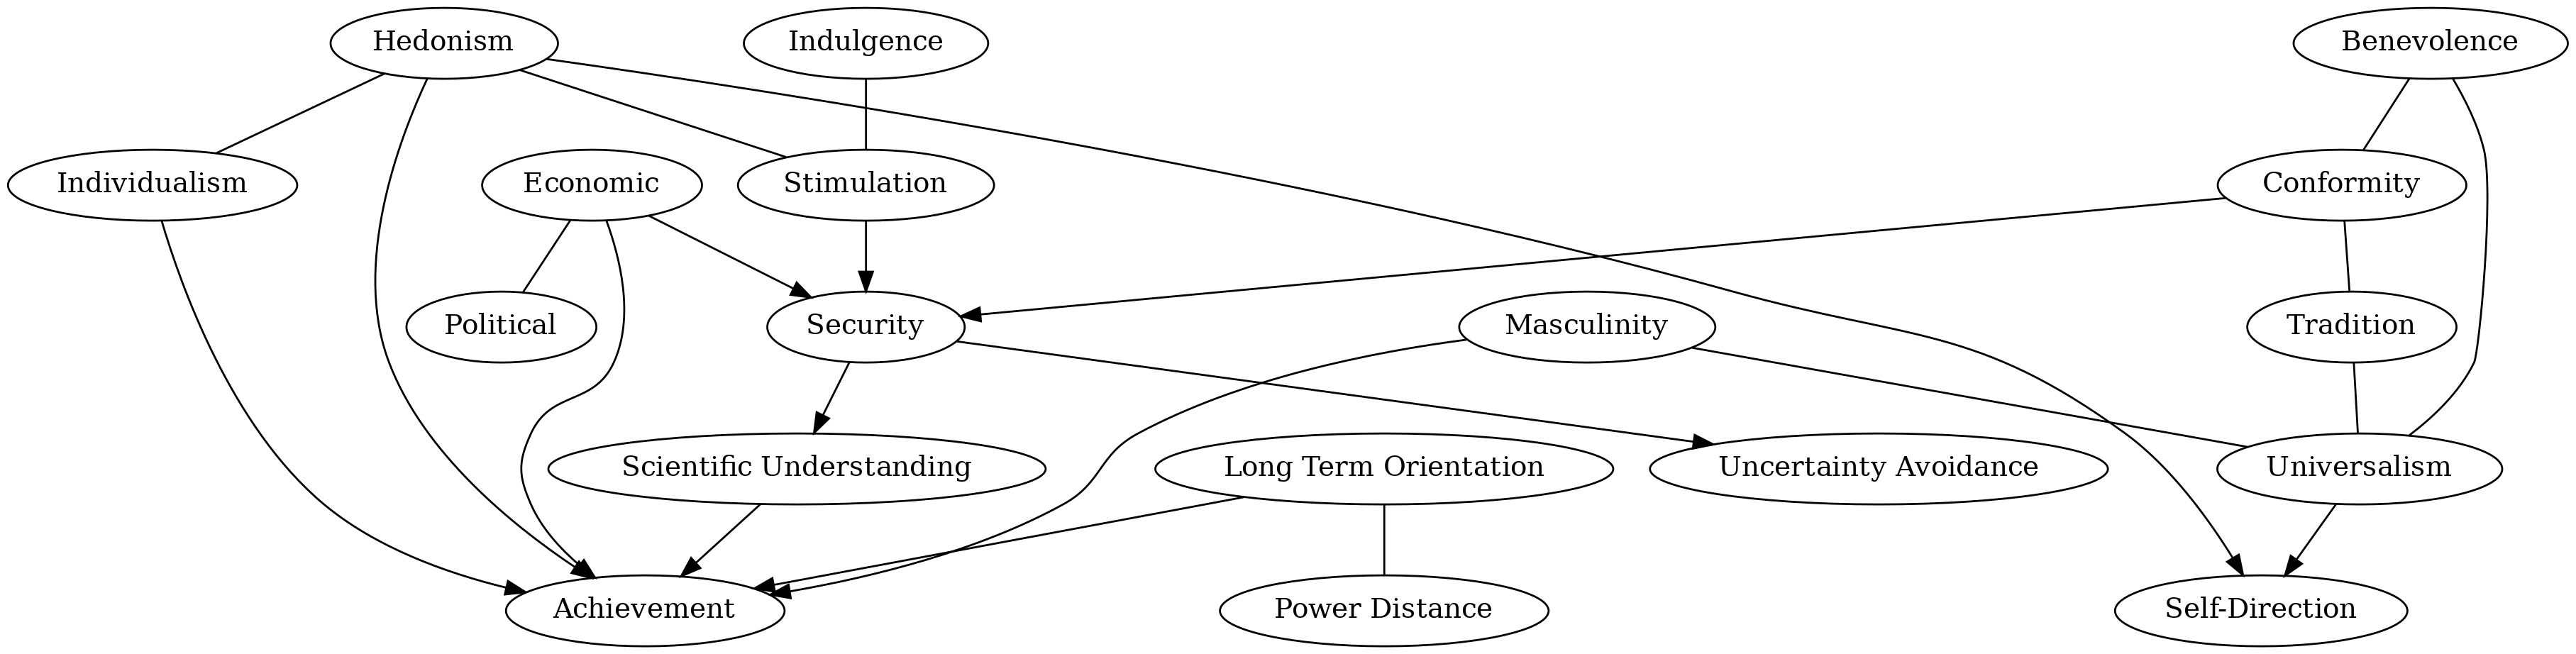 Hedonism
Indulgence
Benevolence
Individualism
Economic
Stimulation
Conformity
Political
Security
Masculinity
Tradition
Scientific Understanding
Long Term Orientation
Uncertainty Avoidance
Universalism
Achievement
Power Distance
Self-Direction